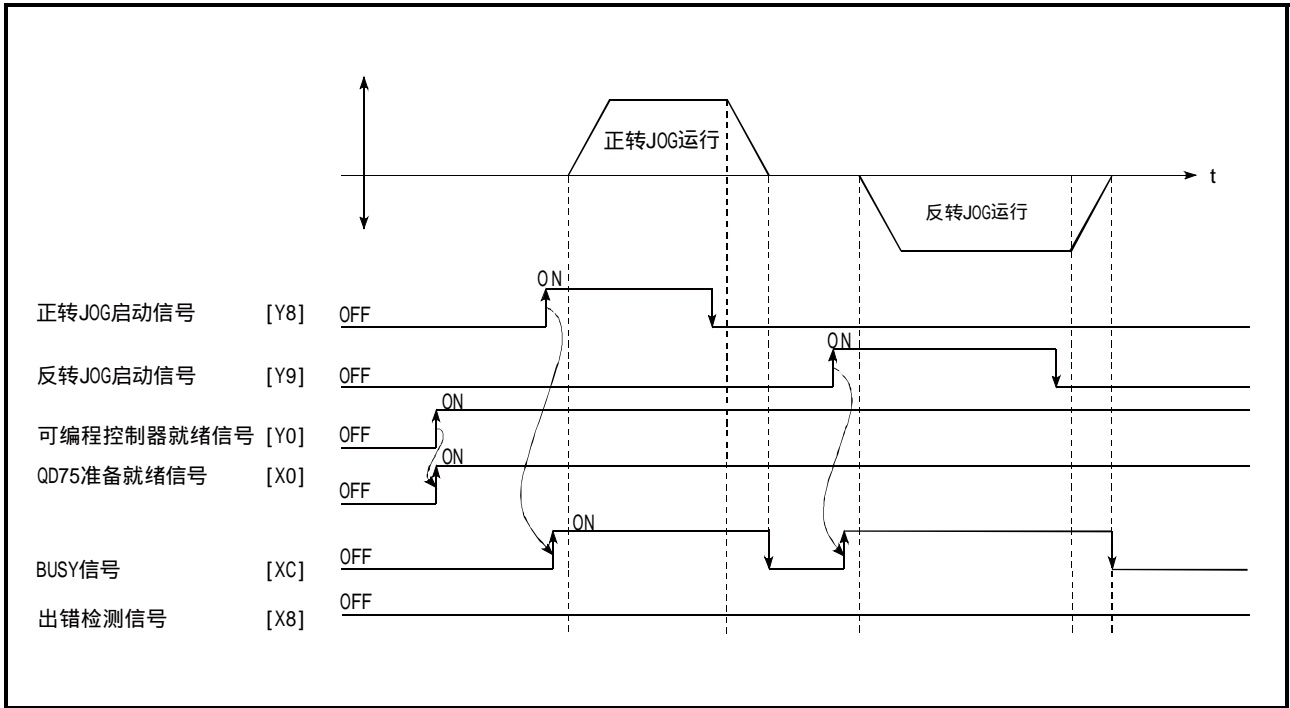 正转JOG运行
t
反转JOG运行
ON
正转JOG启动信号 [Y8] OFF
ON
反转JOG启动信号 [Y9] OFF
ON
可编程控制器就绪信号 [Y0] OFF
ON
QD75准备就绪信号 [X0] OFF
ON
BUSY信号 [XC] OFF
出错检测信号 [X8] OFF